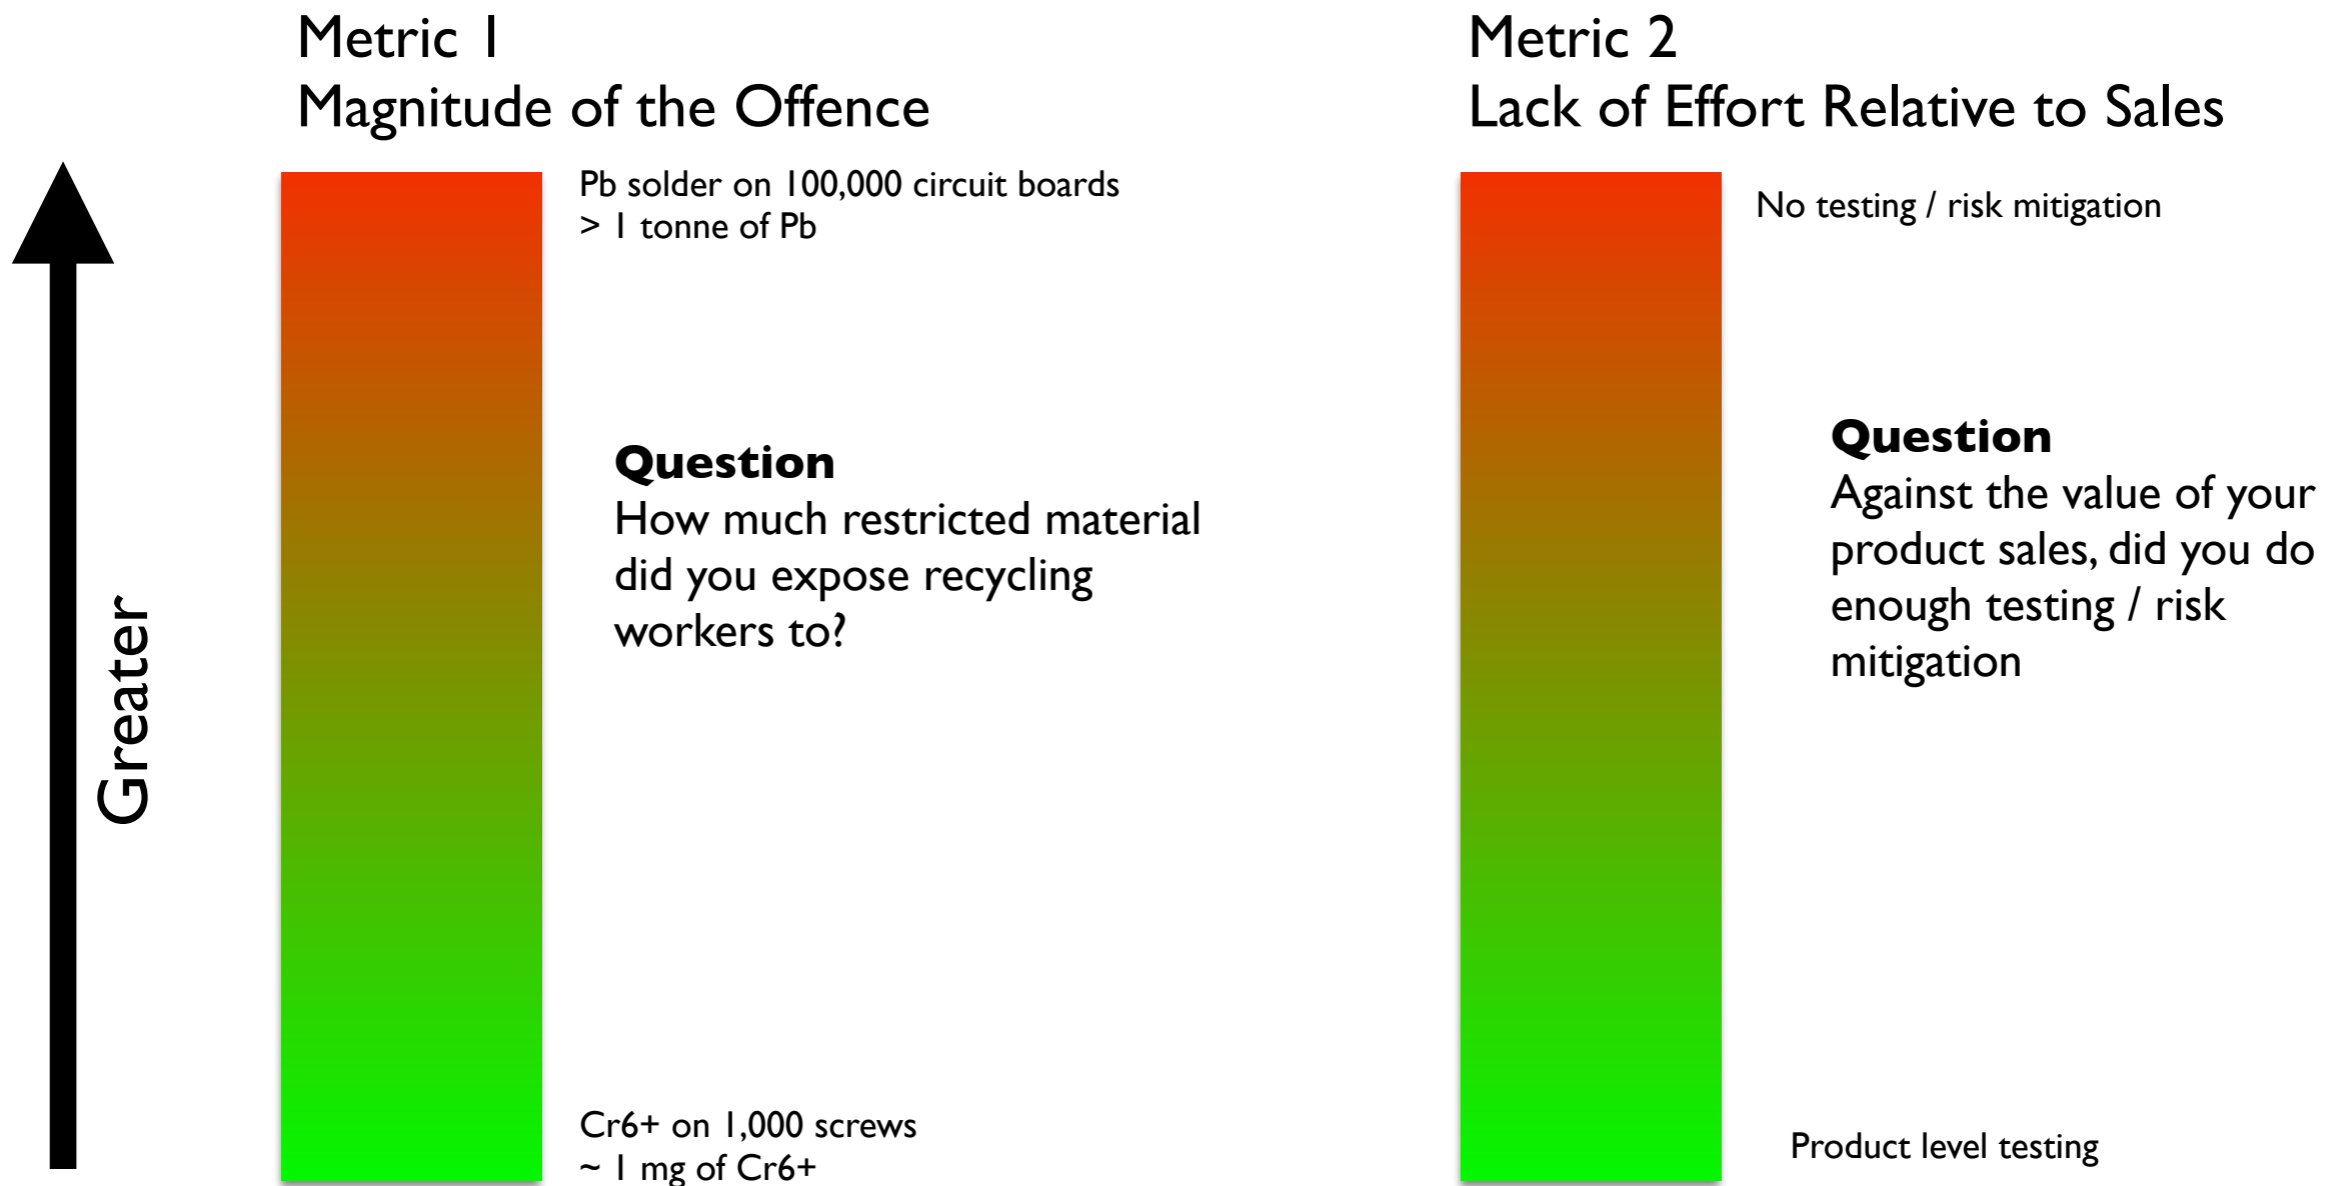 Metric 1
Magnitude of the Offence
Metric 2
Lack of Effort Relative to Sales
Greater
Pb solder on 100,000 circuit boards
> 1 tonne of Pb
Question
How much restricted material
did you expose recycling
workers to?
Cr6+ on 1,000 screws
~ 1 mg of Cr6+
No testing / risk mitigation
Question
Against the value of your
product sales, did you do
enough testing / risk
mitigation
Product level testing